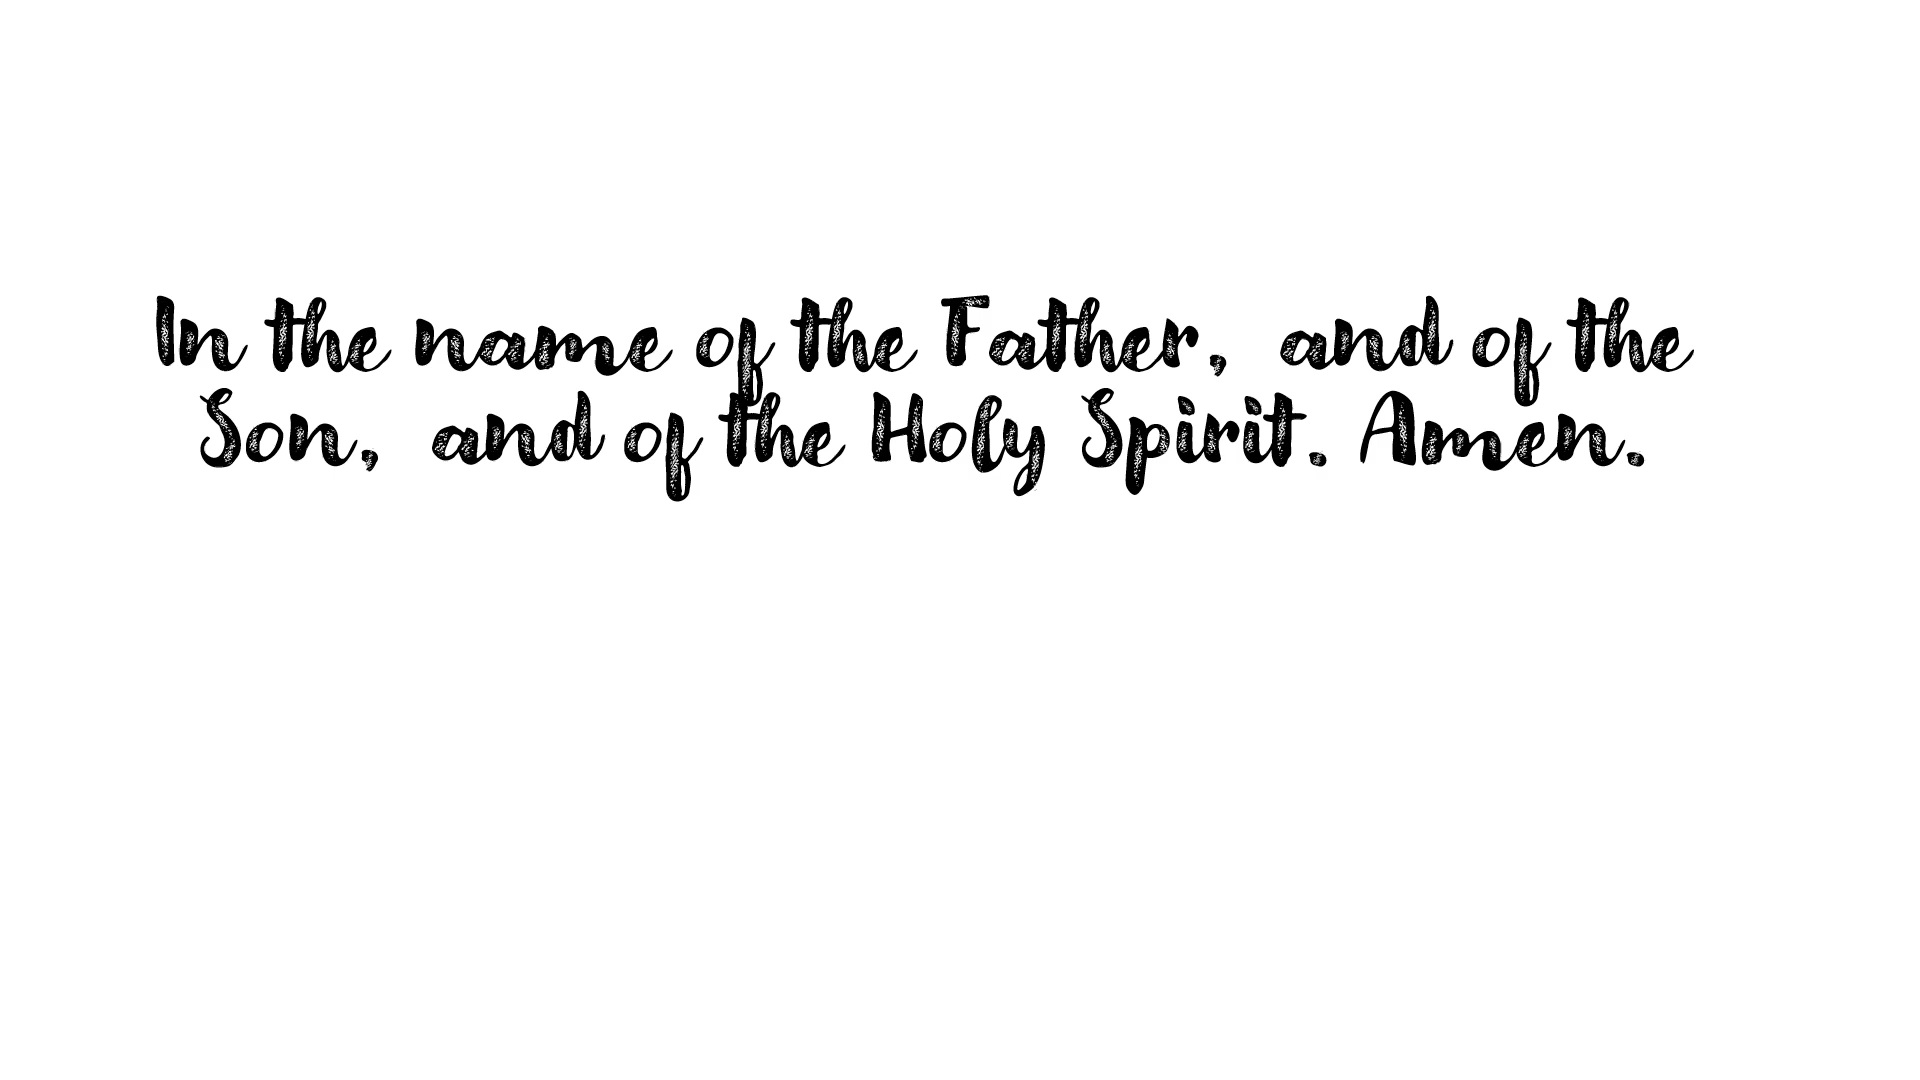 In the name of the Father, and of the
Son, and of the Holy Spirit. Amen.